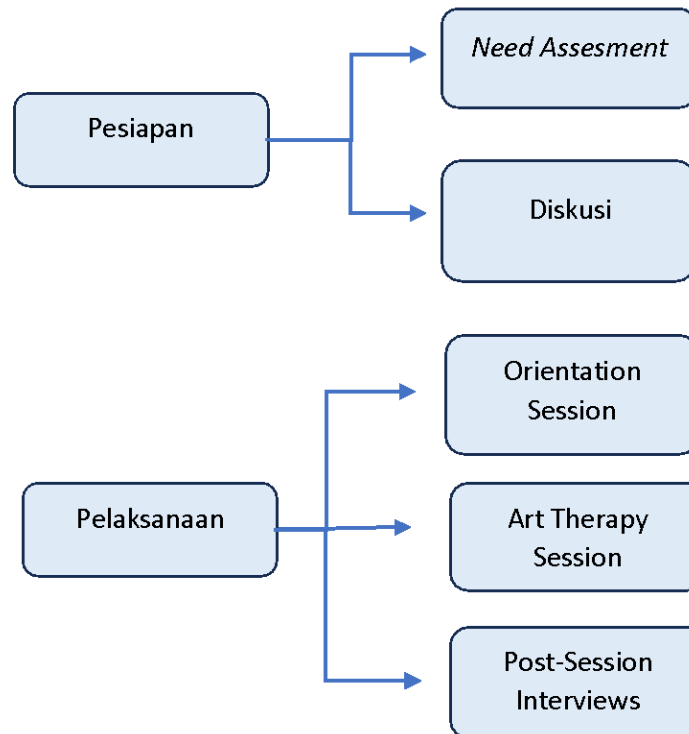 Need Assesment
Pesiapan
Diskusi
Orientation
Session
Pelaksanaan
Art Therapy
Session
Post-Session
Interviews